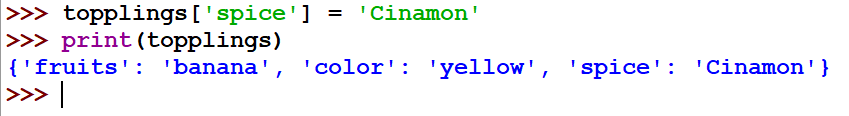 >>> topplings['spice'] = 'Cinamon'
>>> print(topplings)
{'fruits': 'banana', 'color': 'yellow', 'spice': 'Cinamon'}
>>>